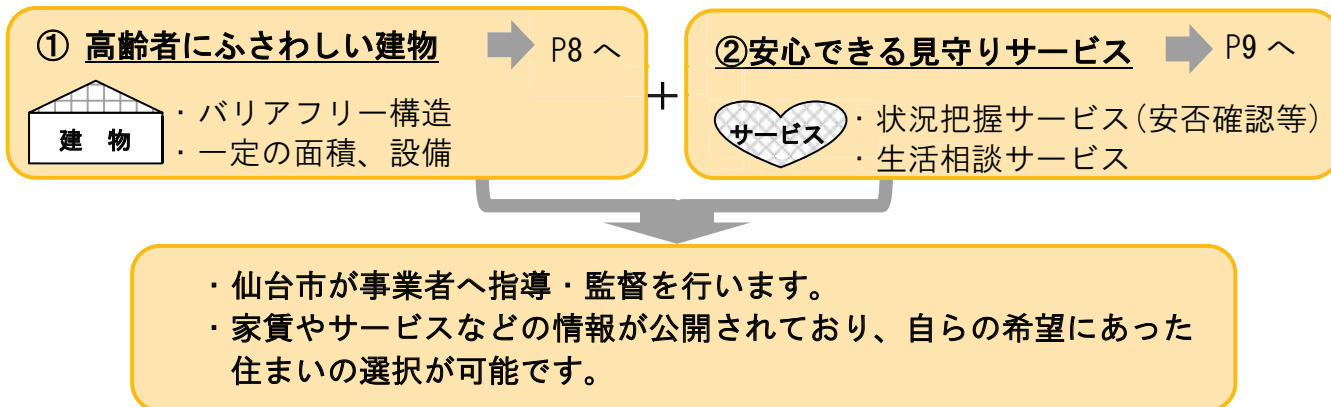 ① 高齢者にふさわしい建物
P8 へ
建 物
・バリアフリー構造
・一定の面積、設備
+
②安心できる見守りサービス
P9 へ
サービス
・状況把握サービス（安否確認等）
・生活相談サービス
・仙台市が事業者へ指導・監督を行います。
・家賃やサービスなどの情報が公開されており、自らの希望にあった
住まいの選択が可能です。